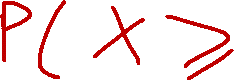 P( X ≥